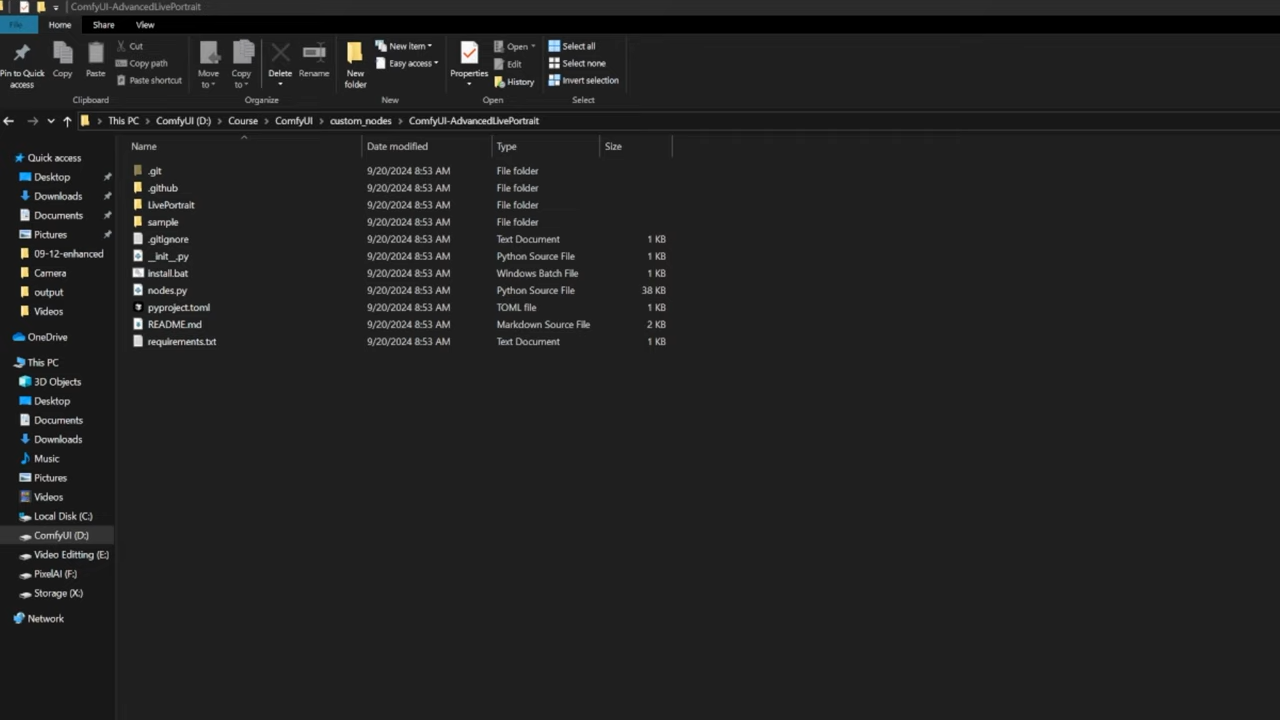 ComfyUI-AdvancedLivePortrait
File Home Share View
Pin to Quick access
Copy
Paste
Cut
Copy path
Paste shortcut
Clipboard
Move to
Copy to
Delete
Rename
Organize
New folder
New item
Easy access
New
Properties
Open
Edit
History
Open
Select all
Select none
Invert selection
Select
This PC > ComfyUI (D:) > Course > ComfyUI > custom_nodes > ComfyUI-AdvancedLivePortrait
Quick access
Desktop
Downloads
Documents
Pictures
09-12-enhanced
Camera
output
Videos
OneDrive
This PC
3D Objects
Desktop
Documents
Downloads
Music
Pictures
Videos
Local Disk (C:)
ComfyUI (D:)
Video Editting (E:)
PixelAI (F:)
Storage (X:)
Network
Name Date modified Type Size
.git 9/20/2024 8:53 AM File folder
.github 9/20/2024 8:53 AM File folder
LivePortrait 9/20/2024 8:53 AM File folder
sample 9/20/2024 8:53 AM File folder
.gitignore 9/20/2024 8:53 AM Text Document 1 KB
__init__.py 9/20/2024 8:53 AM Python Source File 1 KB
install.bat 9/20/2024 8:53 AM Windows Batch File 1 KB
nodes.py 9/20/2024 8:53 AM Python Source File 38 KB
pyproject.toml 9/20/2024 8:53 AM TOML file 1 KB
README.md 9/20/2024 8:53 AM Markdown Source File 2 KB
requirements.txt 9/20/2024 8:53 AM Text Document 1 KB